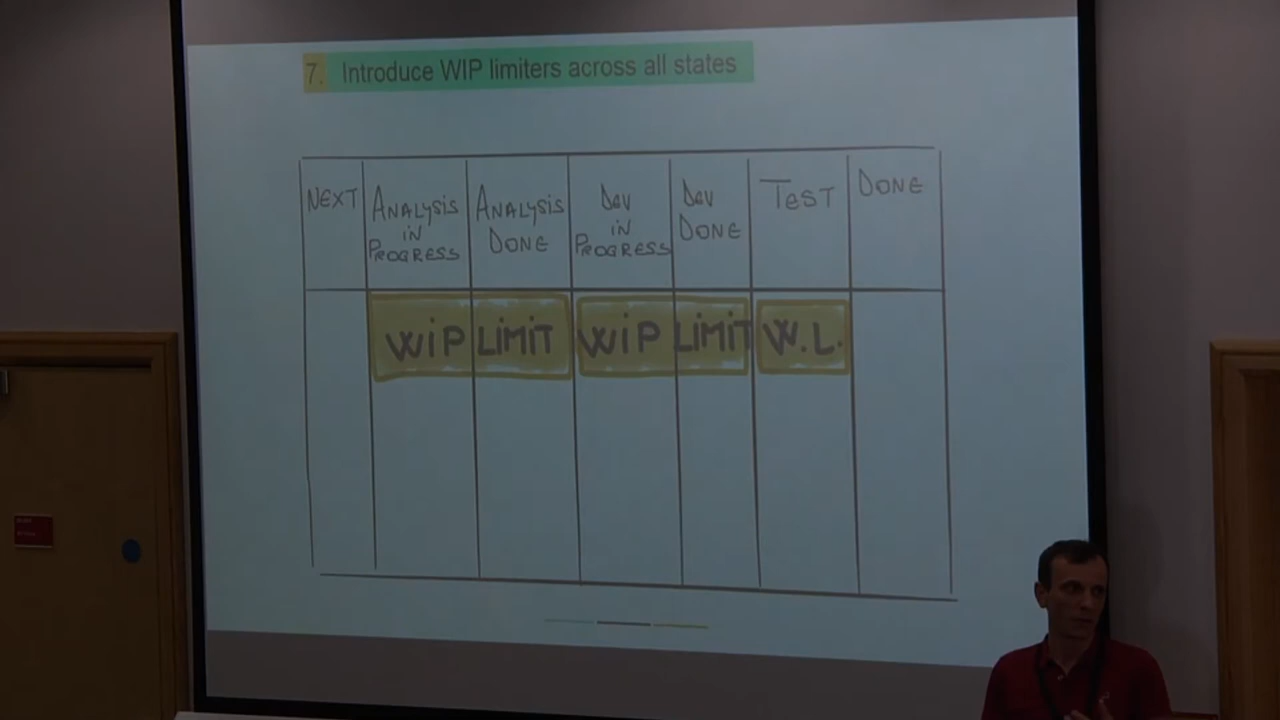 7. Introduce WIP limiters across all states
NEXT
ANALYSIS
IN
PROGRESS
ANALYSIS
DONE
DEV
IN
PROGRESS
DEV
DONE
TEST
DONE
WIP LIMIT
WIP LIMIT
W.L.